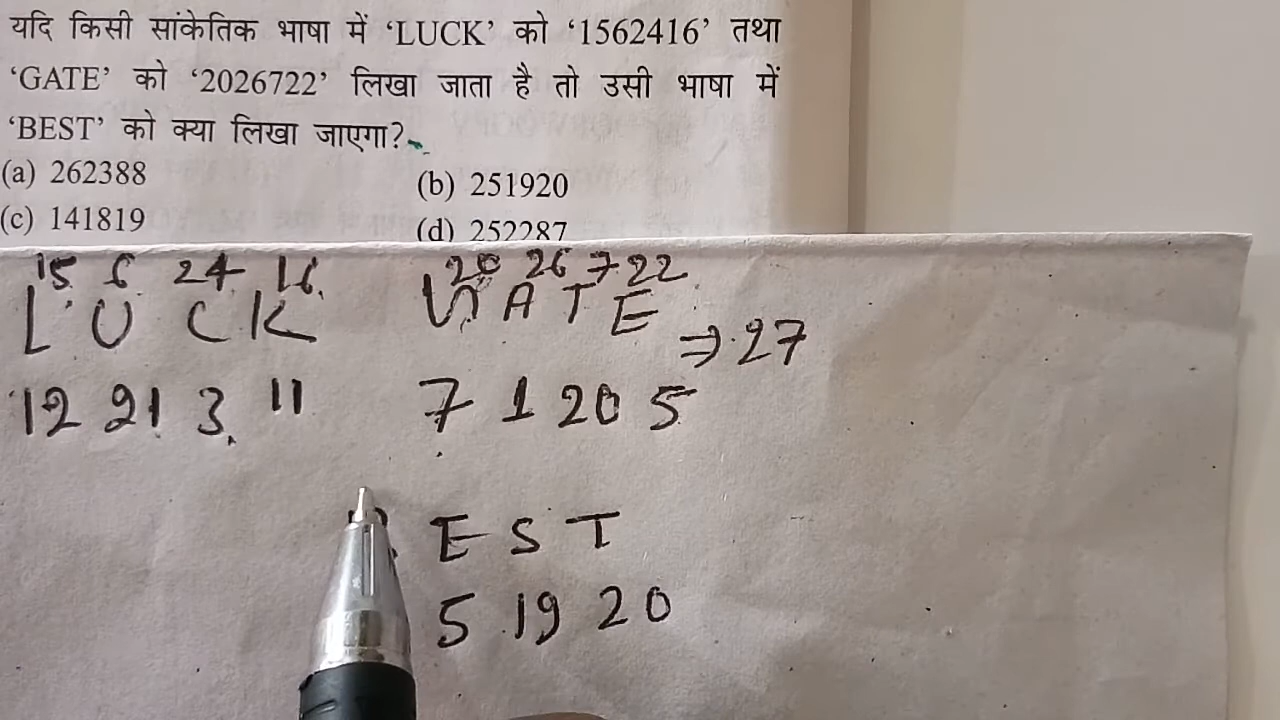 यदि किसी सांकेतिक भाषा में ‘LUCK’ को ‘1562416’ तथा
‘GATE’ को ‘2026722’ लिखा जाता है तो उसी भाषा में
‘BEST’ को क्या लिखा जाएगा?
(a) 262388 (b) 251920
(c) 141819 (d) 252287
15 6 24 16 20 26 7 22
L U C K G A T E
⇒ 27
12 21 3 11 7 1 20 5
E S T
5 19 20